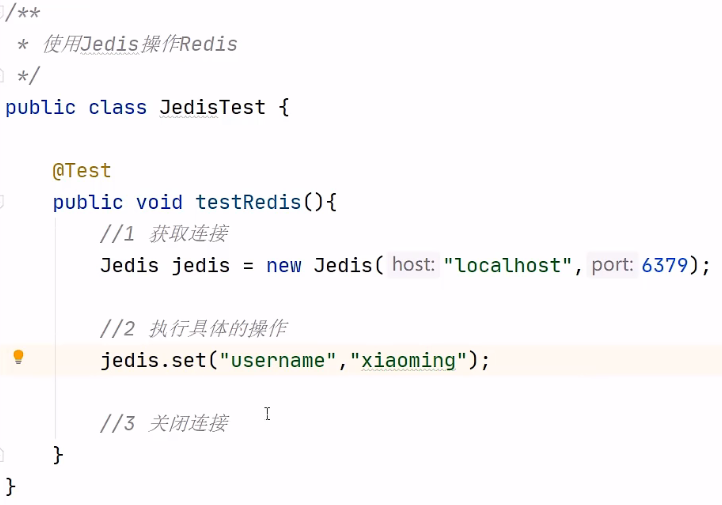 /**
 * 使用Jedis操作Redis
 */
public class JedisTest {
@Test
public void testRedis(){
//1 获取连接
Jedis jedis = new Jedis( host: "localhost", port: 6379);
//2 执行具体的操作
jedis.set("username","xiaoming");
//3 关闭连接
}
}